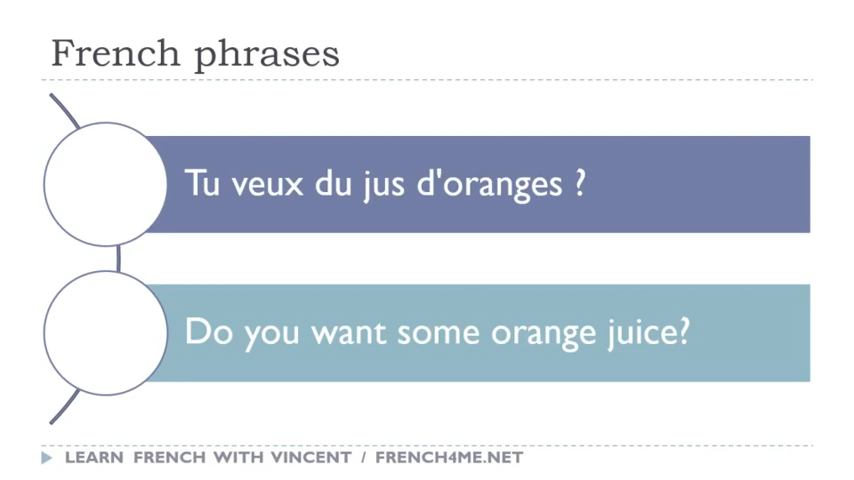 French phrases
Tu veux du jus d'oranges ?
Do you want some orange juice?
LEARN FRENCH WITH VINCENT / FRENCH4ME.NET